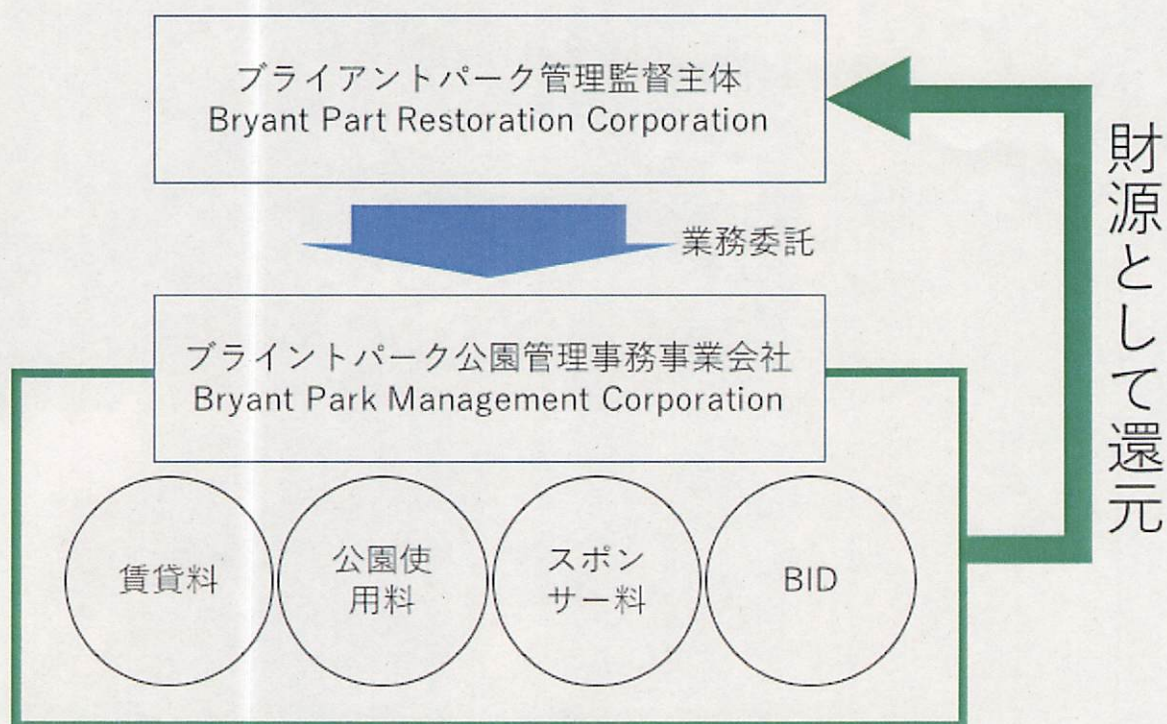 ブライアントパーク管理監督主体
Bryant Part Restoration Corporation
業務委託
ブライントパーク公園管理事務事業会社
Bryant Park Management Corporation
賃貸料
公園使
用料
スポン
サー料
BID
財源として還元